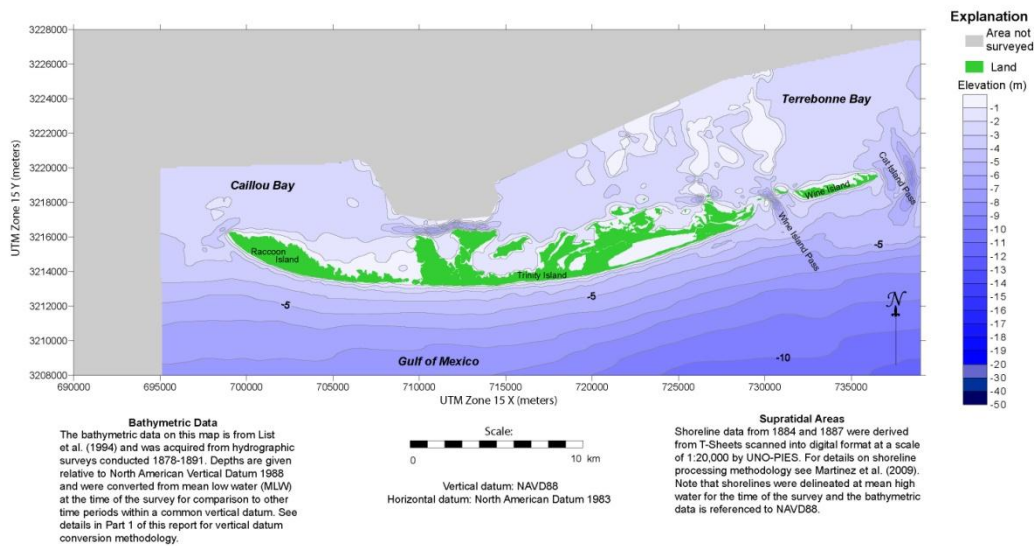 3228000
3226000
3224000
3222000
3220000
3218000
3216000
3214000
3212000
3210000
3208000
UTM Zone 15 Y (meters)
Terrebonne Bay
Caillou Bay
Cat Island Pass
Wine Island
Wine Island Pass
Raccoon
Island
Trinity Island
-5
-5
-5
-10
Gulf of Mexico
N
690000 695000 700000 705000 710000 715000 720000 725000 730000 735000
UTM Zone 15 X (meters)
Explanation
Area not
surveyed
Land
Elevation (m)
-1
-2
-3
-4
-5
-6
-7
-8
-9
-10
-11
-12
-13
-14
-15
-16
-17
-18
-19
-20
-30
-40
-50
Bathymetric Data
The bathymetric data on this map is from List
et al. (1994) and was acquired from hydrographic
surveys conducted 1878-1891. Depths are given
relative to North American Vertical Datum 1988
and were converted from mean low water (MLW)
at the time of the survey for comparison to other
time periods within a common vertical datum. See
details in Part 1 of this report for vertical datum
conversion methodology.
Scale:
0 10 km
Vertical datum: NAVD88
Horizontal datum: North American Datum 1983
Supratidal Areas
Shoreline data from 1884 and 1887 were derived
from T-Sheets scanned into digital format at a scale
of 1:20,000 by UNO-PIES. For details on shoreline
processing methodology see Martinez et al. (2009).
Note that shorelines were delineated at mean high
water for the time of the survey and the bathymetric
data is referenced to NAVD88.